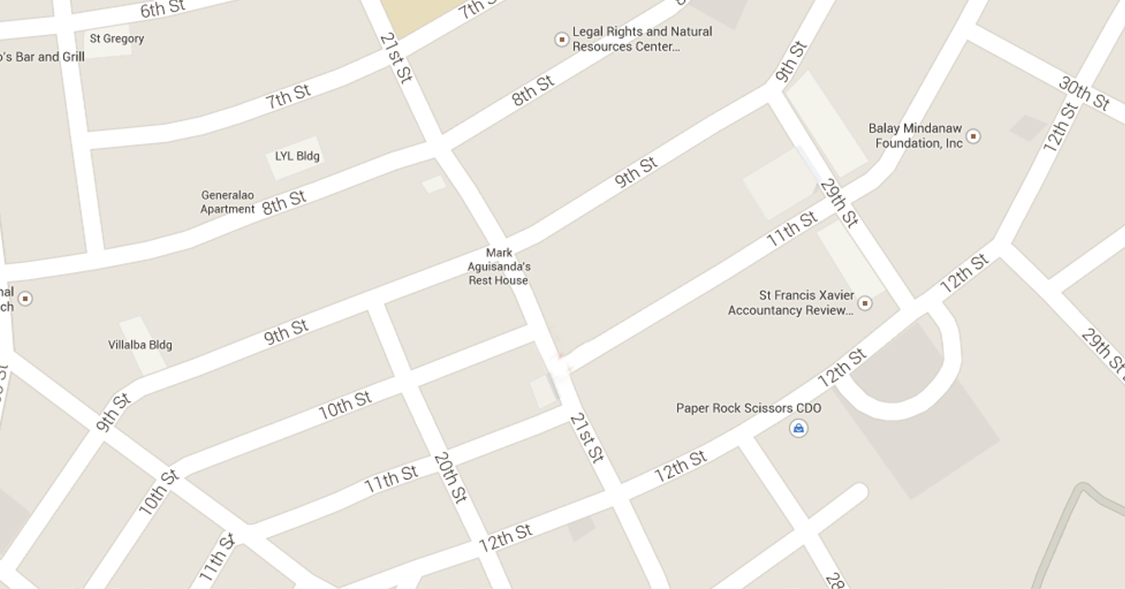 6th St
7th S
St Gregory
o's Bar and Grill
21st St
Legal Rights and Natural
Resources Center...
9th St
30th St
7th St
8th St
12th St
Balay Mindanaw
Foundation, Inc
LYL Bldg
9th St
Generalao
Apartment
8th St
29th St
11th St
Mark
Aguisanda's
Rest House
12th St
nal
ch
St Francis Xavier
Accountancy Review...
9th St
Villalba Bldg
29th St
12th St
10th St
9th St
Paper Rock Scissors CDO
21st St
12th St
11th St
20th St
10th St
12th St
11th St
28